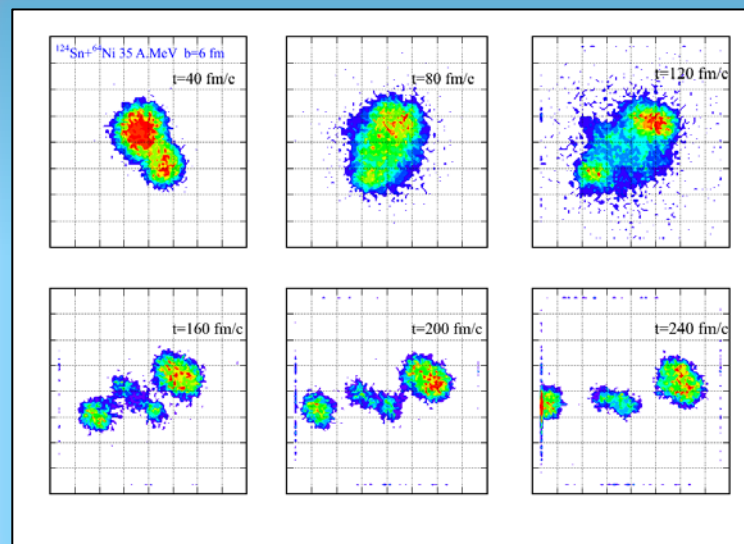 ¹²⁴Sn+⁶⁴Ni 35 A.MeV b=6 fm
t=40 fm/c
t=80 fm/c
t=120 fm/c
t=160 fm/c
t=200 fm/c
t=240 fm/c